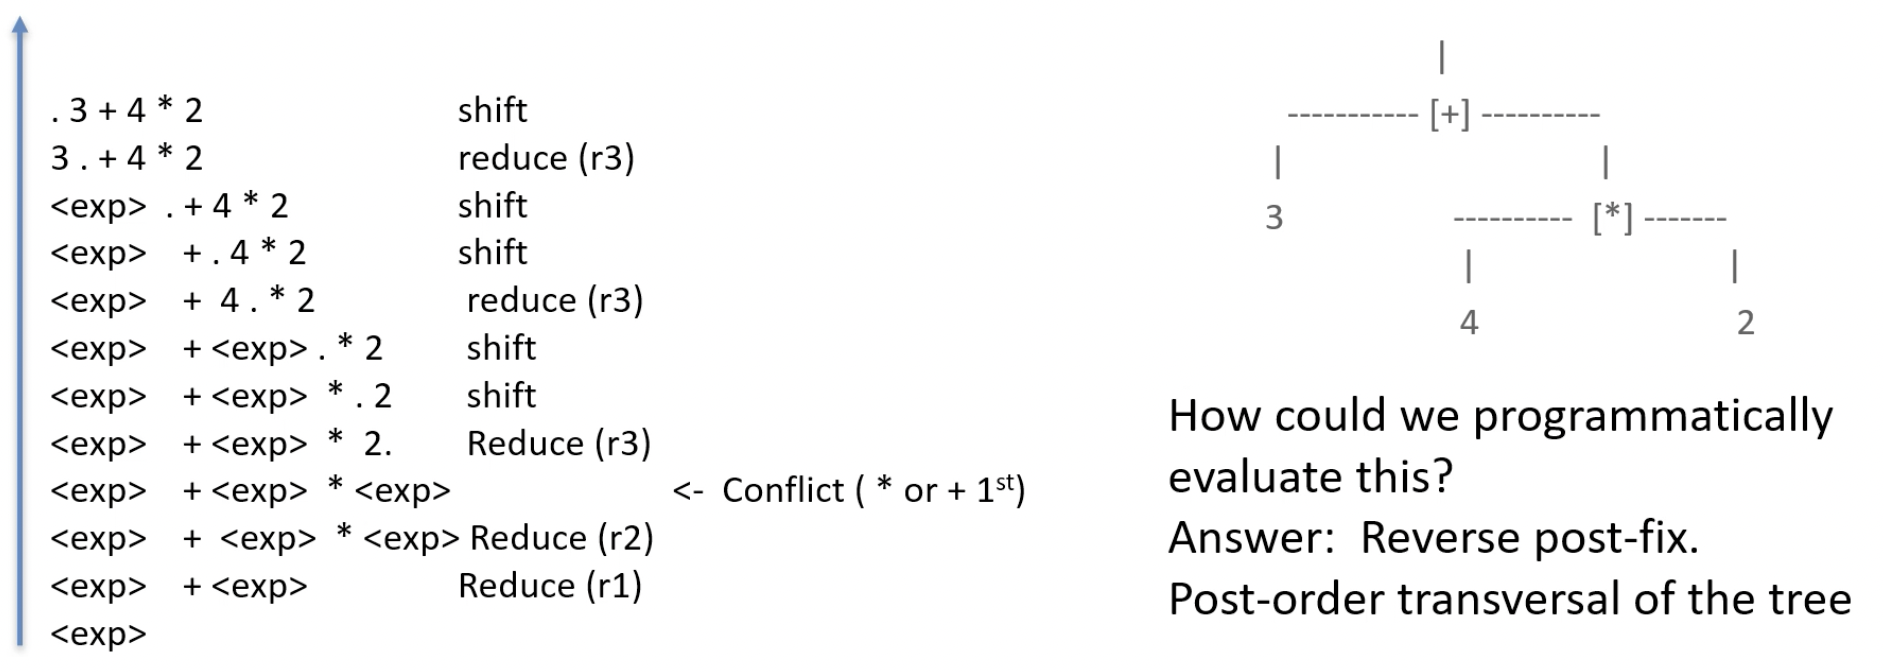 . 3 + 4 * 2 shift
3 . + 4 * 2 reduce (r3)
<exp> . + 4 * 2 shift
<exp> + . 4 * 2 shift
<exp> + 4 . * 2 reduce (r3)
<exp> + <exp> . * 2 shift
<exp> + <exp> * . 2 shift
<exp> + <exp> * 2. Reduce (r3)
<exp> + <exp> * <exp> <- Conflict ( * or + 1st)
<exp> + <exp> * <exp> Reduce (r2)
<exp> + <exp> Reduce (r1)
<exp>
|
----------- [+] ----------
| |
3 ---------- [*] -------
| |
4 2
How could we programmatically
evaluate this?
Answer: Reverse post-fix.
Post-order transversal of the tree